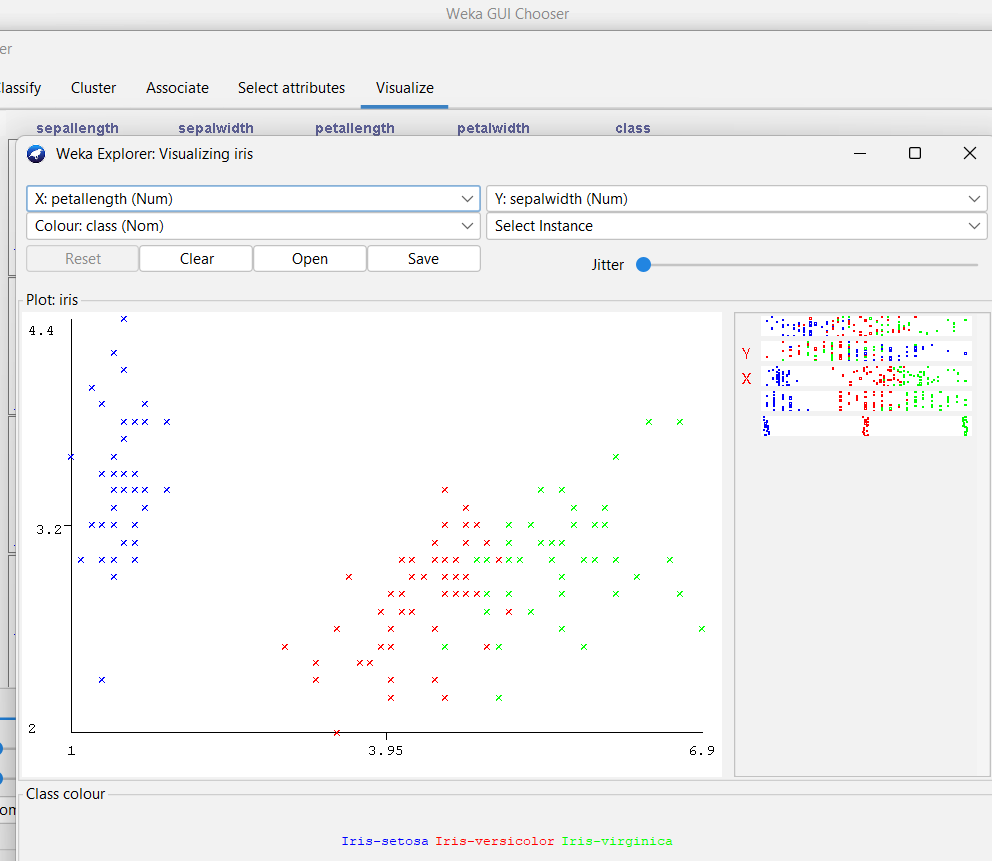 Weka GUI Chooser
er
lassify Cluster Associate Select attributes Visualize
sepallength sepalwidth petallength petalwidth class
Weka Explorer: Visualizing iris
X: petallength (Num) Y: sepalwidth (Num)
Colour: class (Nom) Select Instance
Reset Clear Open Save Jitter
Plot: iris
4.4
Y
X
3.2
2
1 3.95 6.9
Class colour
om
Iris-setosa Iris-versicolor Iris-virginica